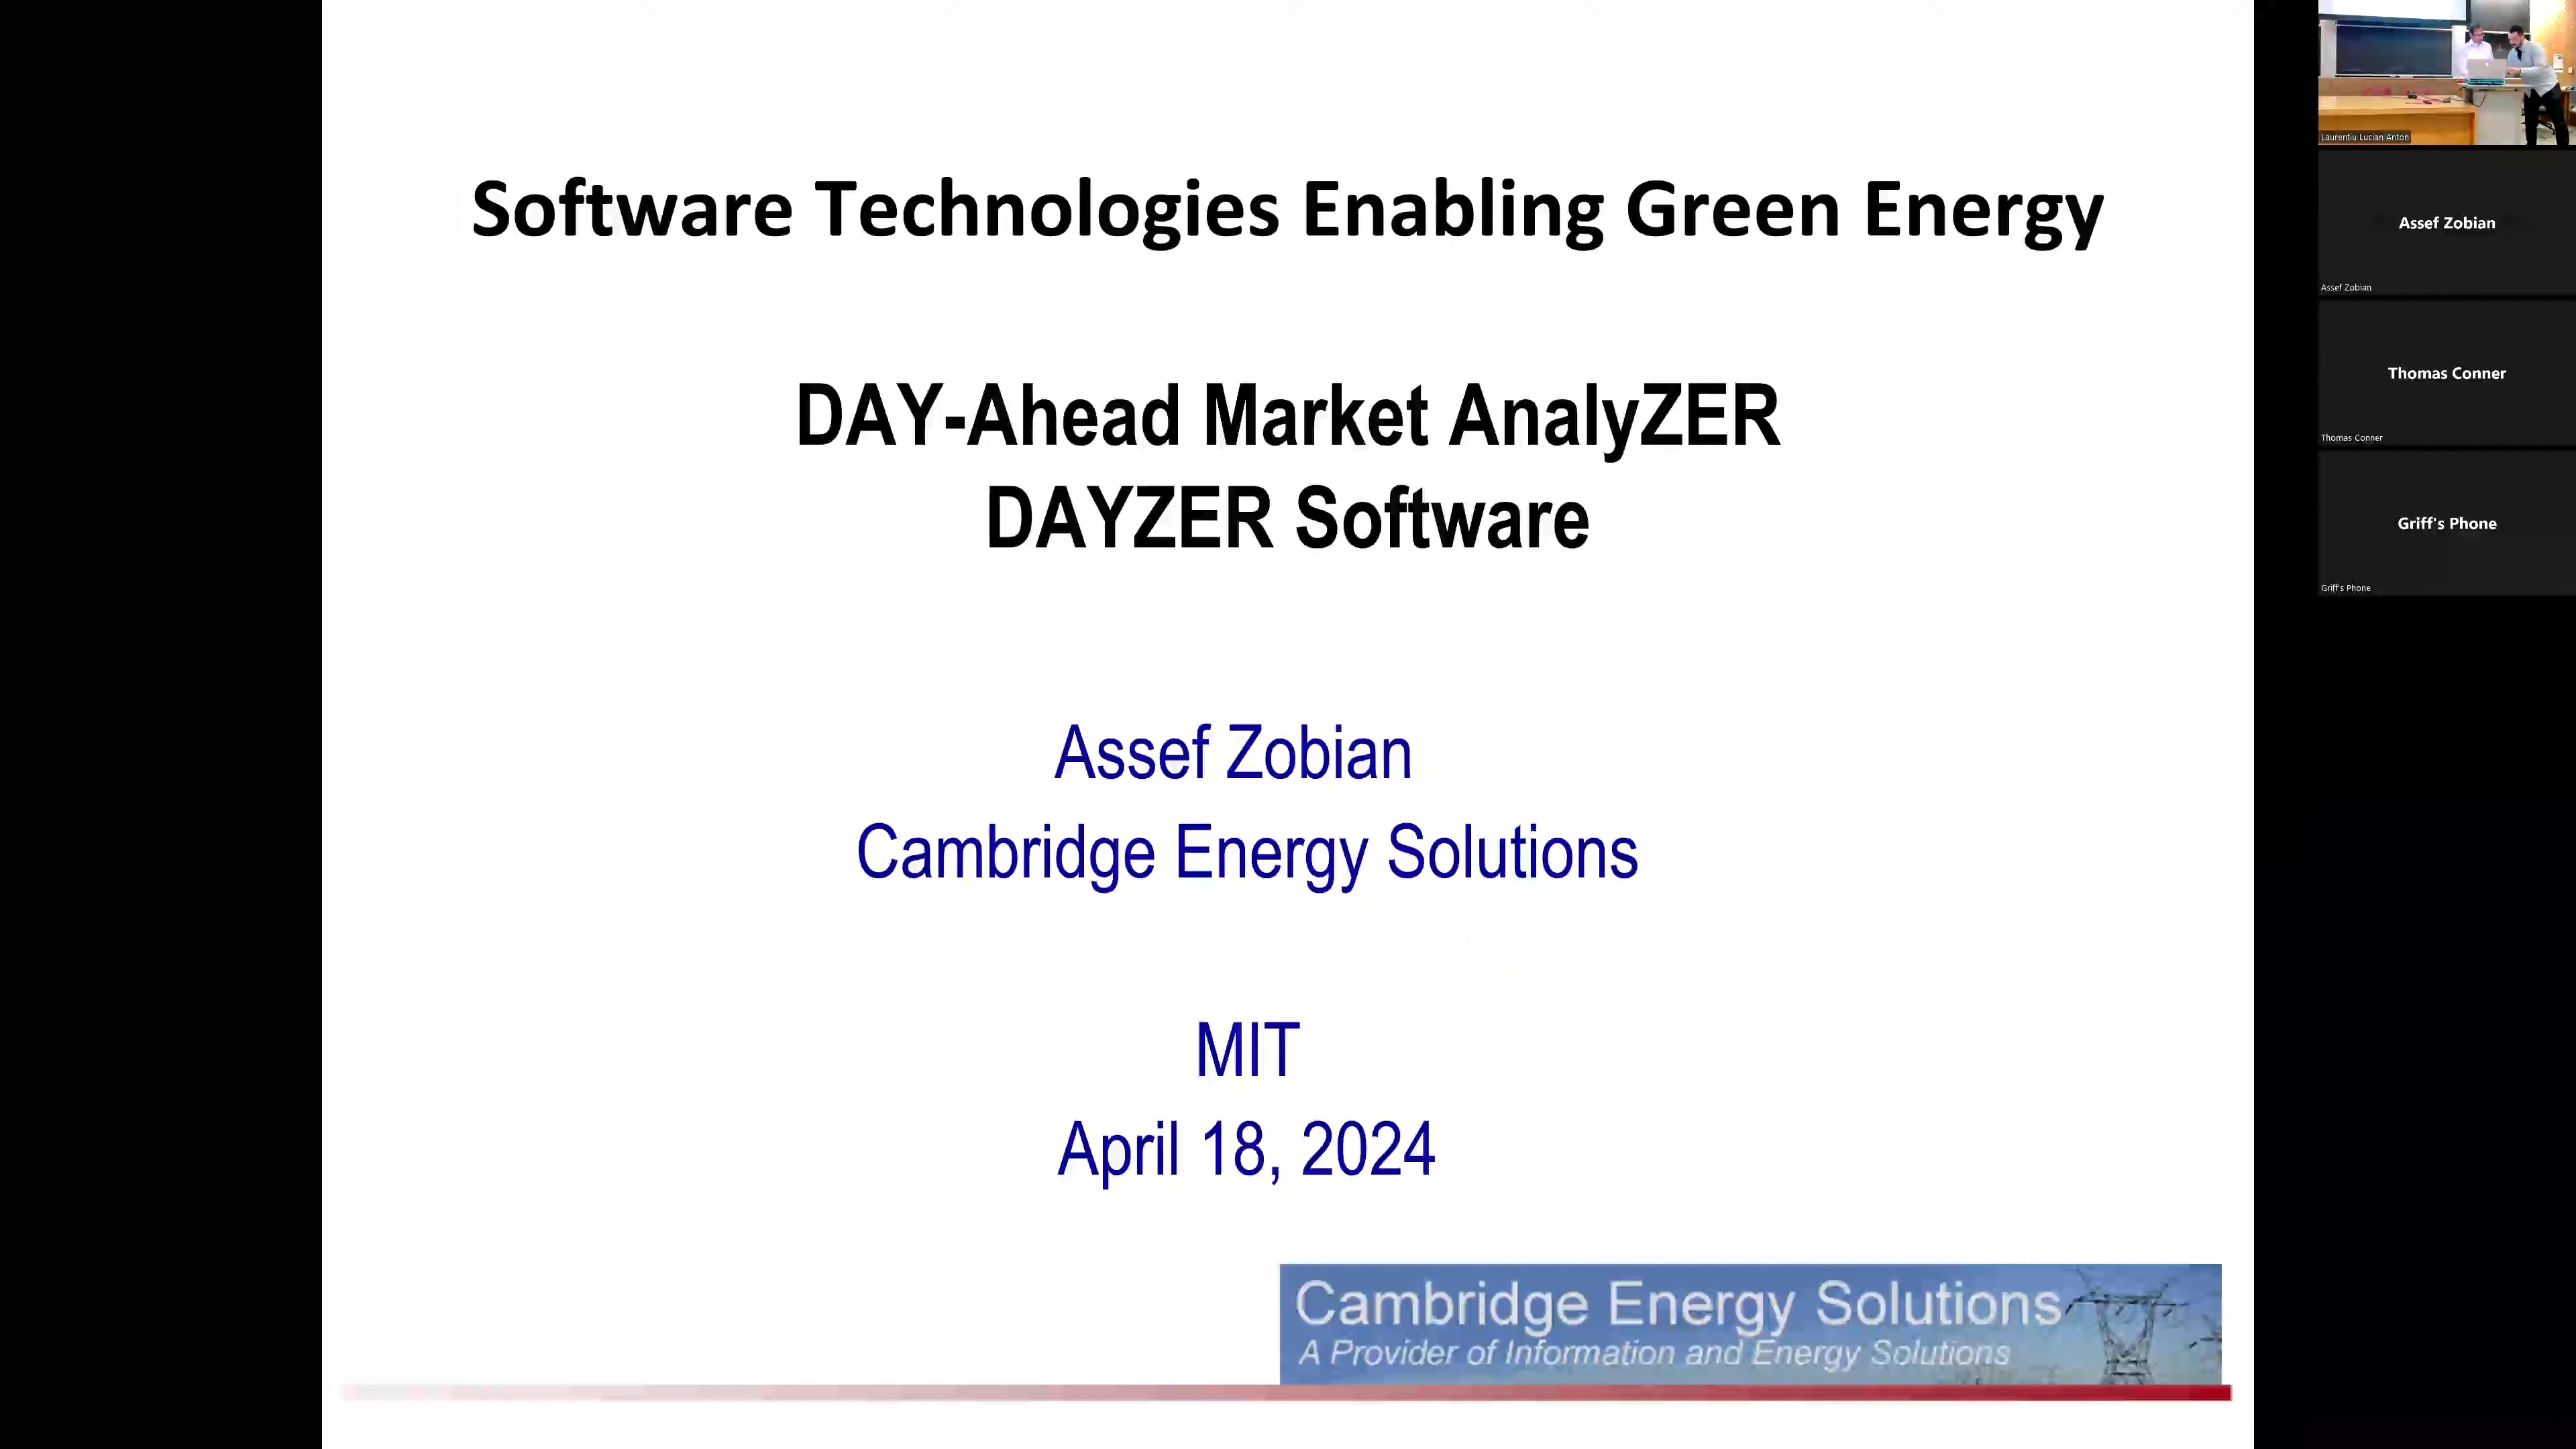 Software Technologies Enabling Green Energy
DAY-Ahead Market AnalyZER
DAYZER Software
Assef Zobian
Cambridge Energy Solutions
MIT
April 18, 2024
Cambridge Energy Solutions
A Provider of Information and Energy Solutions
Laurentiu Lucian Anton
Assef Zobian
Assef Zobian
Thomas Conner
Thomas Conner
Griff's Phone
Griff's Phone